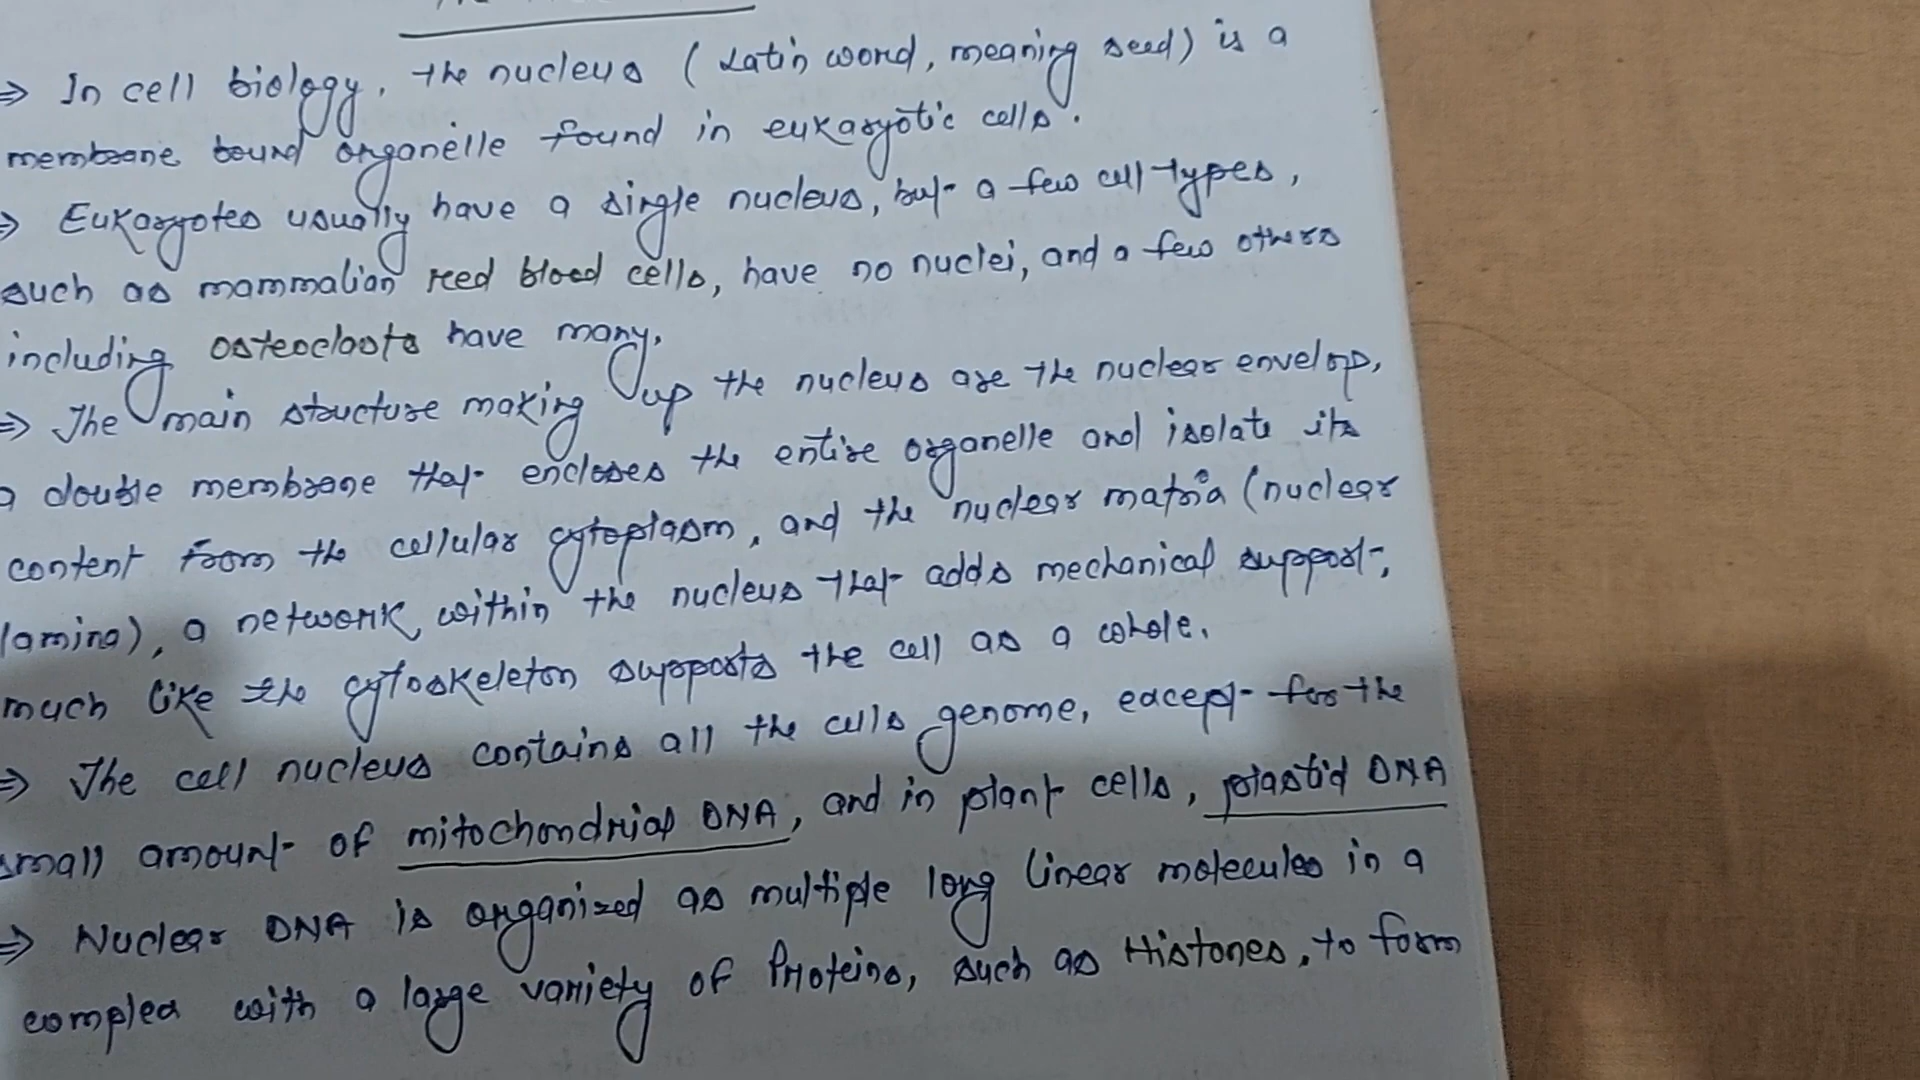 ⇒ In cell biology, the nucleus (Latin word, meaning seed) is a
membrane bound organelle found in eukaryotic cells.
⇒ Eukaryotes usually have a single nucleus, but a few cell types,
such as mammalian reed blood cells, have no nuclei, and a few others
including osteoclasts have many.
⇒ The main structure making up the nucleus are the nuclear envelop,
a double membrane that encloses the entire organelle and isolate its
content from the cellular cytoplasm, and the nuclear matrix (nuclear
lamina), a network within the nucleus that adds mechanical support,
much like the cytoskeleton supports the cell as a whole.
⇒ The cell nucleus contains all the cells genome, except for the
small amount of mitochondrial DNA, and in plant cells, plastid DNA
⇒ Nuclear DNA is organized as multiple long linear molecules in a
complex with a large variety of Proteins, such as Histones, to form